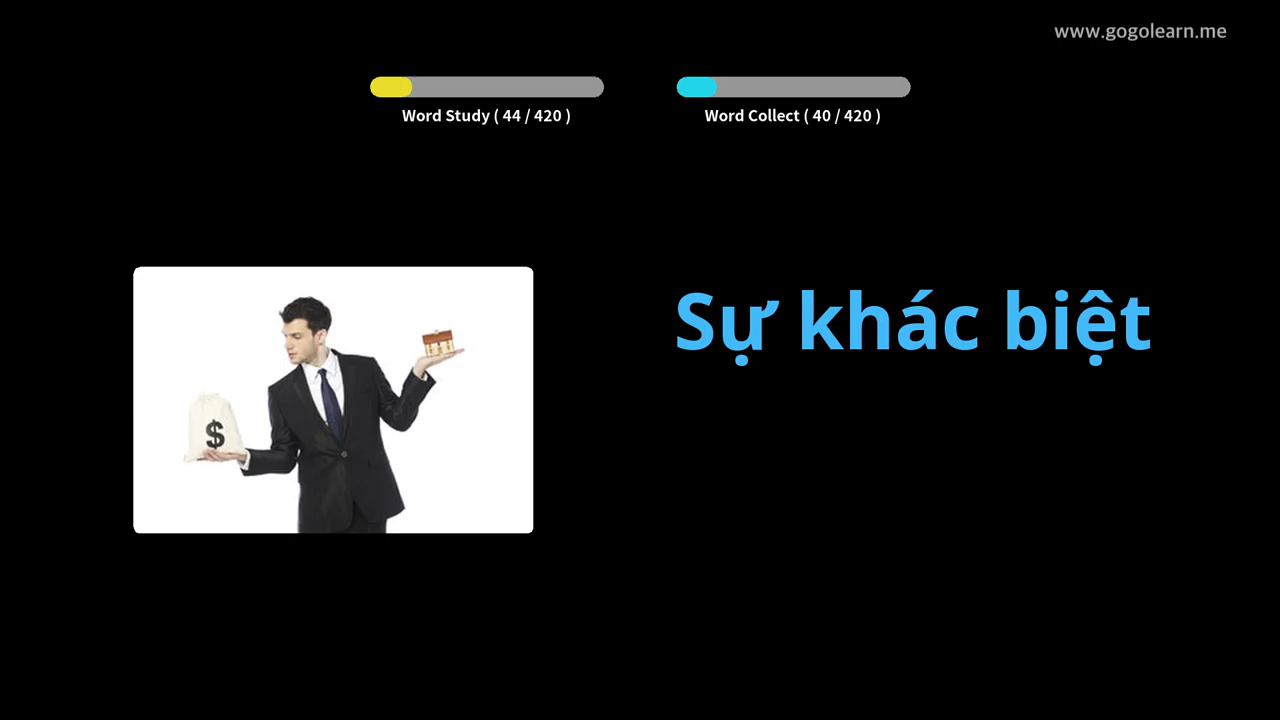 www.gogolearn.me
Word Study ( 44 / 420 )
Word Collect ( 40 / 420 )
Sự khác biệt
$